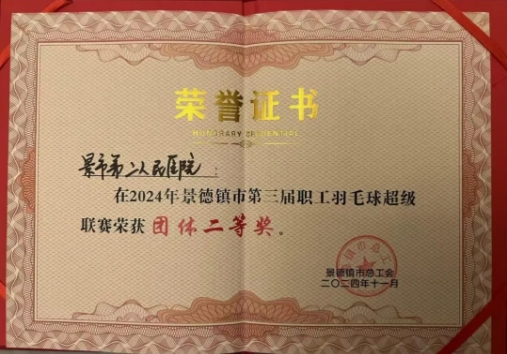 荣誉证书
HONORARY CREDENTIAL
景市第二人民医院：
在2024年景德镇市第三届职工羽毛球超级
联赛荣获 团体二等奖。
景德镇市总工会
二〇二四年十一月